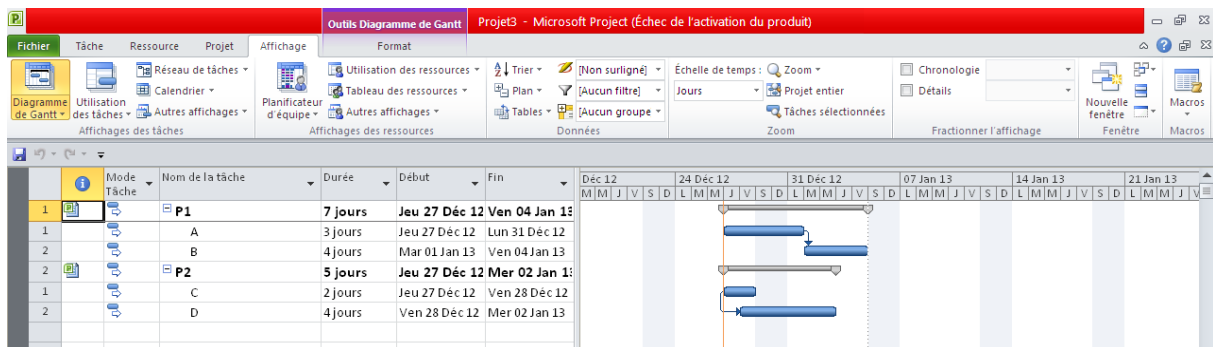 Outils Diagramme de Gantt
Projet3 - Microsoft Project (Échec de l'activation du produit)
Fichier Tâche Ressource Projet Affichage Format
Diagramme de Gantt
Utilisation des tâches
Réseau de tâches
Calendrier
Autres affichages
Affichages des tâches
Planificateur d'équipe
Utilisation des ressources
Tableau des ressources
Autres affichages
Affichages des ressources
Trier
Plan
Tables
[Non surligné]
[Aucun filtre]
[Aucun groupe]
Données
Échelle de temps :
Jours
Zoom
Projet entier
Tâches sélectionnées
Zoom
Chronologie
Détails
Fractionner l'affichage
Nouvelle fenêtre
Fenêtre
Macros
Macros
Mode Tâche Nom de la tâche Durée Début Fin
Déc 12 24 Déc 12 31 Déc 12 07 Jan 13 14 Jan 13 21 Jan 13
M M J V S D L M M J V S D L M M J V S D L M M J V S D L M M J V S D L M M J V
1 P1 7 jours Jeu 27 Déc 12 Ven 04 Jan 13
1 A 3 jours Jeu 27 Déc 12 Lun 31 Déc 12
2 B 4 jours Mar 01 Jan 13 Ven 04 Jan 13
2 P2 5 jours Jeu 27 Déc 12 Mer 02 Jan 13
1 C 2 jours Jeu 27 Déc 12 Ven 28 Déc 12
2 D 4 jours Ven 28 Déc 12 Mer 02 Jan 13